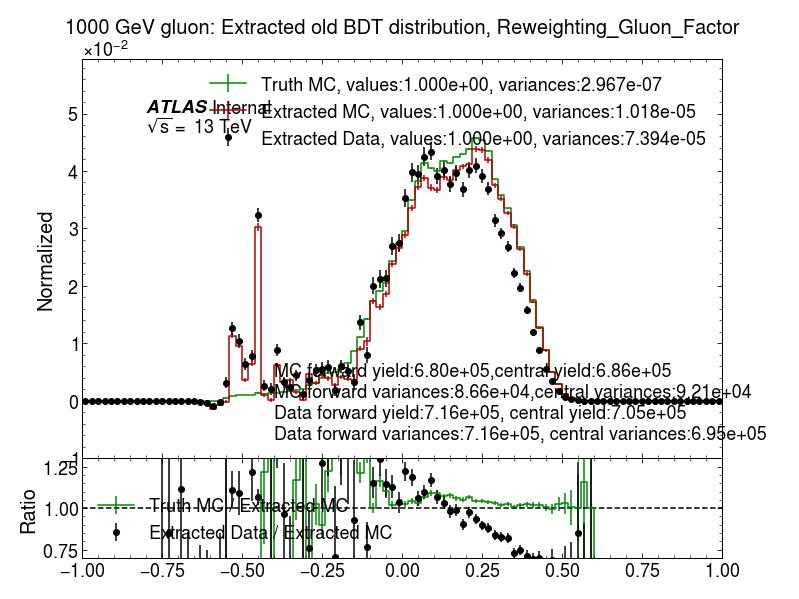 1000 GeV gluon: Extracted old BDT distribution, Reweighting_Gluon_Factor
×10⁻²
Truth MC, values:1.000e+00, variances:2.967e-07
ATLAS Internal
Extracted MC, values:1.000e+00, variances:1.018e-05
√s = 13 TeV
Extracted Data, values:1.000e+00, variances:7.394e-05
Normalized
5
4
3
2
1
0
1
MC forward yield:6.80e+05,central yield:6.86e+05
MC forward variances:8.66e+04,central variances:9.21e+04
Data forward yield:7.16e+05, central yield:7.05e+05
Data forward variances:7.16e+05, central variances:6.95e+05
Ratio
1.25
1.00
0.75
Truth MC / Extracted MC
Extracted Data / Extracted MC
−1.00 −0.75 −0.50 −0.25 0.00 0.25 0.50 0.75 1.00